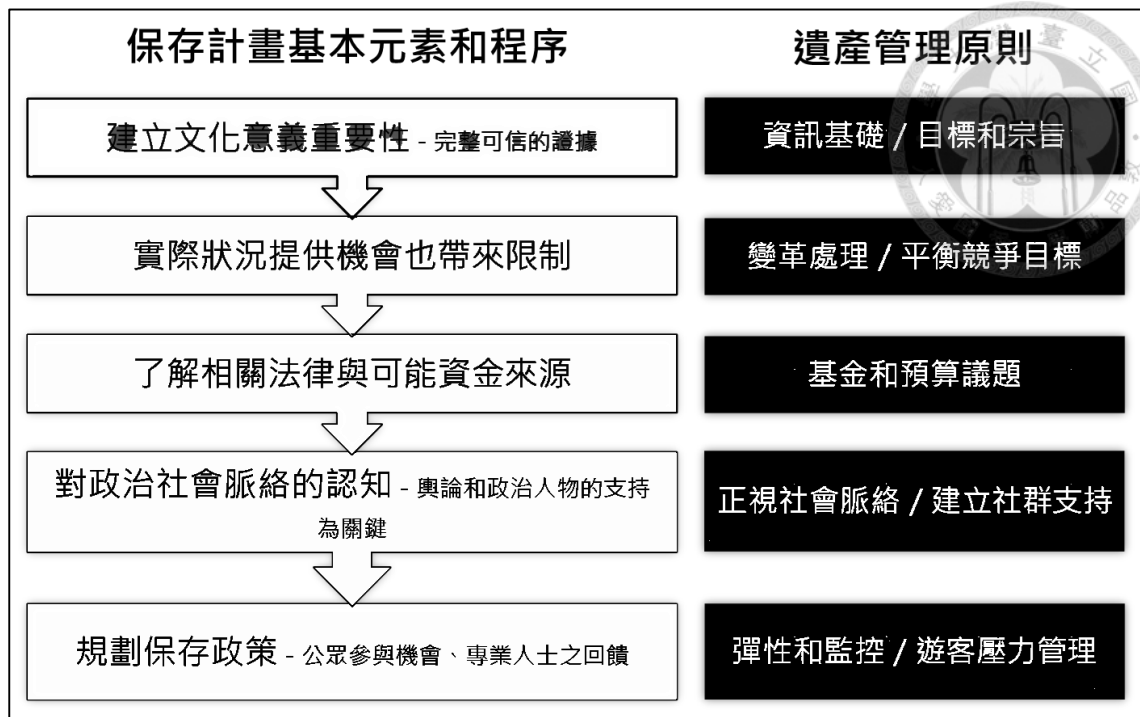 保存計畫基本元素和程序
遺產管理原則
建立文化意義重要性 - 完整可信的證據
資訊基礎 / 目標和宗旨
實際狀況提供機會也帶來限制
變革處理 / 平衡競爭目標
了解相關法律與可能資金來源
基金和預算議題
對政治社會脈絡的認知 - 輿論和政治人物的支持
為關鍵
正視社會脈絡 / 建立社群支持
規劃保存政策 - 公眾參與機會、專業人士之回饋
彈性和監控 / 遊客壓力管理